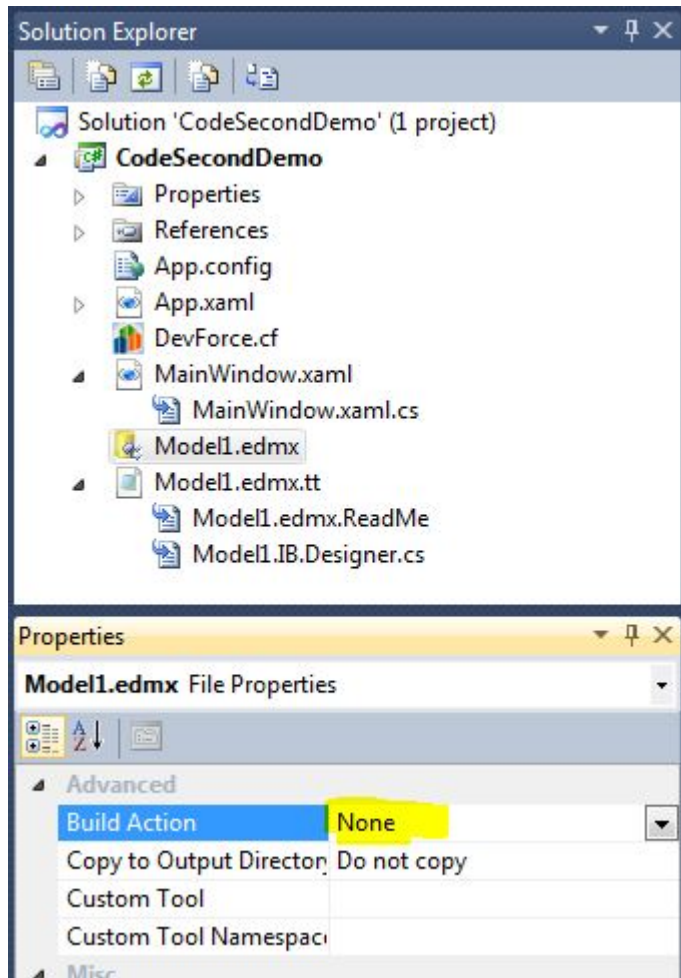 Solution Explorer
Solution 'CodeSecondDemo' (1 project)
CodeSecondDemo
Properties
References
App.config
App.xaml
DevForce.cf
MainWindow.xaml
MainWindow.xaml.cs
Model1.edmx
Model1.edmx.tt
Model1.edmx.ReadMe
Model1.IB.Designer.cs
Properties
Model1.edmx File Properties
Advanced
Build Action None
Copy to Output Director Do not copy
Custom Tool
Custom Tool Namespac
Misc